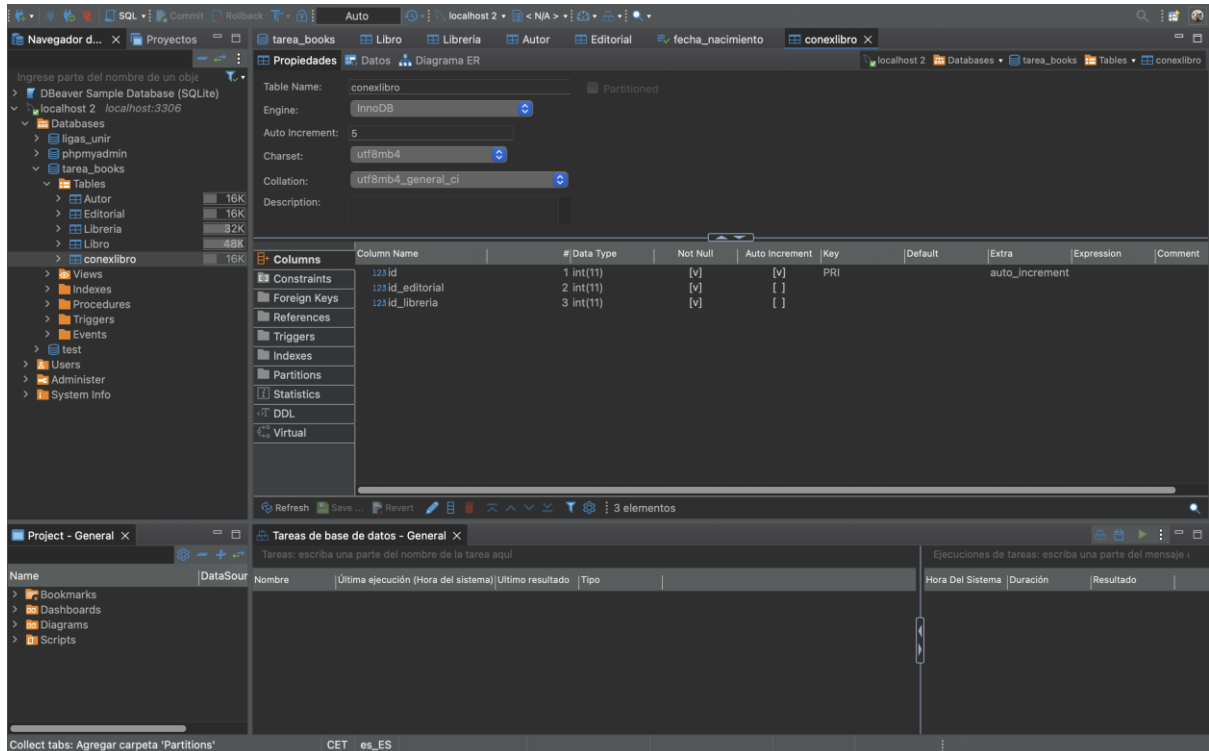 SQL Commit Rollback Auto localhost 2 < N/A >
Navegador d... Proyectos
Ingrese parte del nombre de un obje
DBeaver Sample Database (SQLite)
localhost 2 localhost:3306
Databases
ligas_unir
phpmyadmin
tarea_books
Tables
Autor 16K
Editorial 16K
Libreria 32K
Libro 48K
conexlibro 16K
Views
Indexes
Procedures
Triggers
Events
test
Users
Administer
System Info
tarea_books Libro Libreria Autor Editorial fecha_nacimiento conexlibro
Propiedades Datos Diagrama ER localhost 2 Databases tarea_books Tables conexlibro
Table Name: conexlibro Partitioned
Engine: InnoDB
Auto Increment: 5
Charset: utf8mb4
Collation: utf8mb4_general_ci
Description:
Columns
Constraints
Foreign Keys
References
Triggers
Indexes
Partitions
Statistics
DDL
Virtual
Column Name # Data Type Not Null Auto Increment Key Default Extra Expression Comment
123 id 1 int(11) [v] [v] PRI auto_increment
123 id_editorial 2 int(11) [v] [ ]
123 id_libreria 3 int(11) [v] [ ]
Refresh Save ... Revert 3 elementos
Project - General
Name DataSour
Bookmarks
Dashboards
Diagrams
Scripts
Tareas de base de datos - General
Tareas: escriba una parte del nombre de la tarea aquí
Ejecuciones de tareas: escriba una parte del mensaje
Nombre Última ejecución (Hora del sistema) Ultimo resultado Tipo
Hora Del Sistema Duración Resultado
Collect tabs: Agregar carpeta 'Partitions' CET es_ES